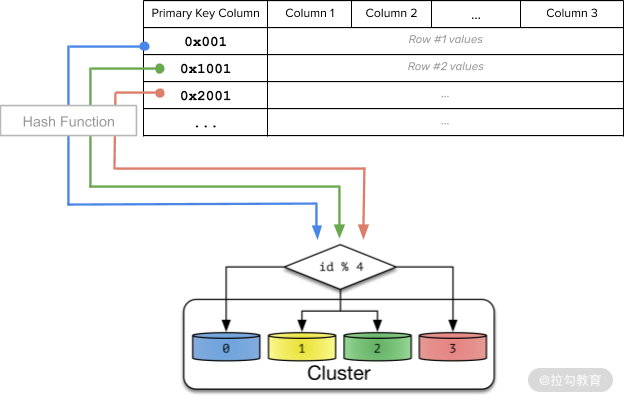 Primary Key Column Column 1 Column 2 ... Column 3
0x001 Row #1 values
0x1001 Row #2 values
0x2001 ...
... ...
Hash Function
id % 4
0 1 2 3
Cluster
@拉勾教育